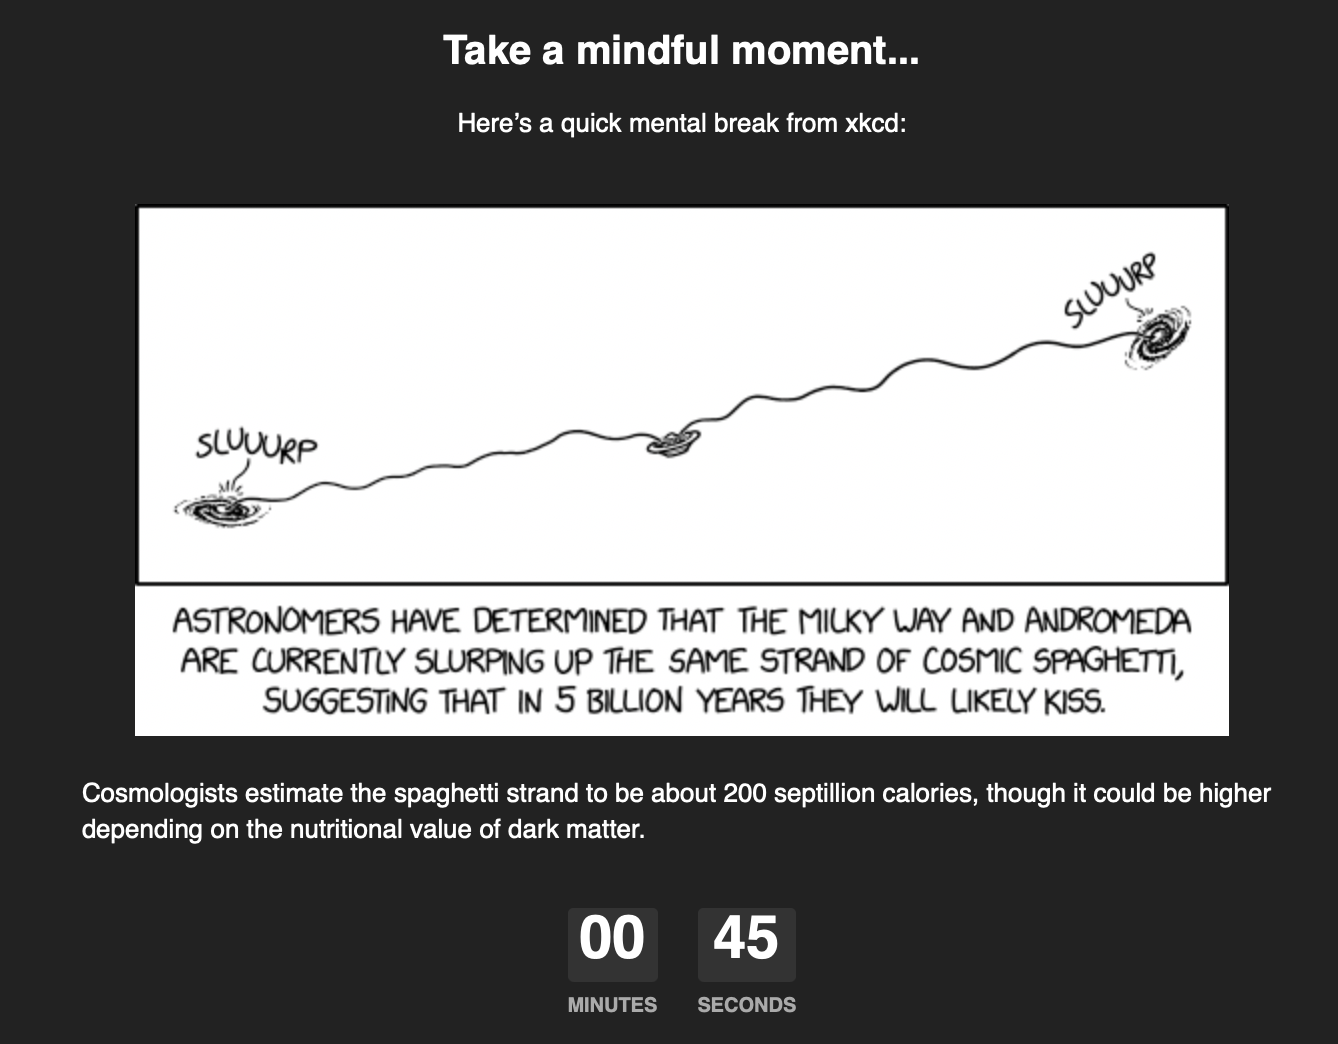 Take a mindful moment...
Here’s a quick mental break from xkcd:
SLUUURP
SLUUURP
ASTRONOMERS HAVE DETERMINED THAT THE MILKY WAY AND ANDROMEDA
ARE CURRENTLY SLURPING UP THE SAME STRAND OF COSMIC SPAGHETTI,
SUGGESTING THAT IN 5 BILLION YEARS THEY WILL LIKELY KISS.
Cosmologists estimate the spaghetti strand to be about 200 septillion calories, though it could be higher
depending on the nutritional value of dark matter.
00 45
MINUTES SECONDS